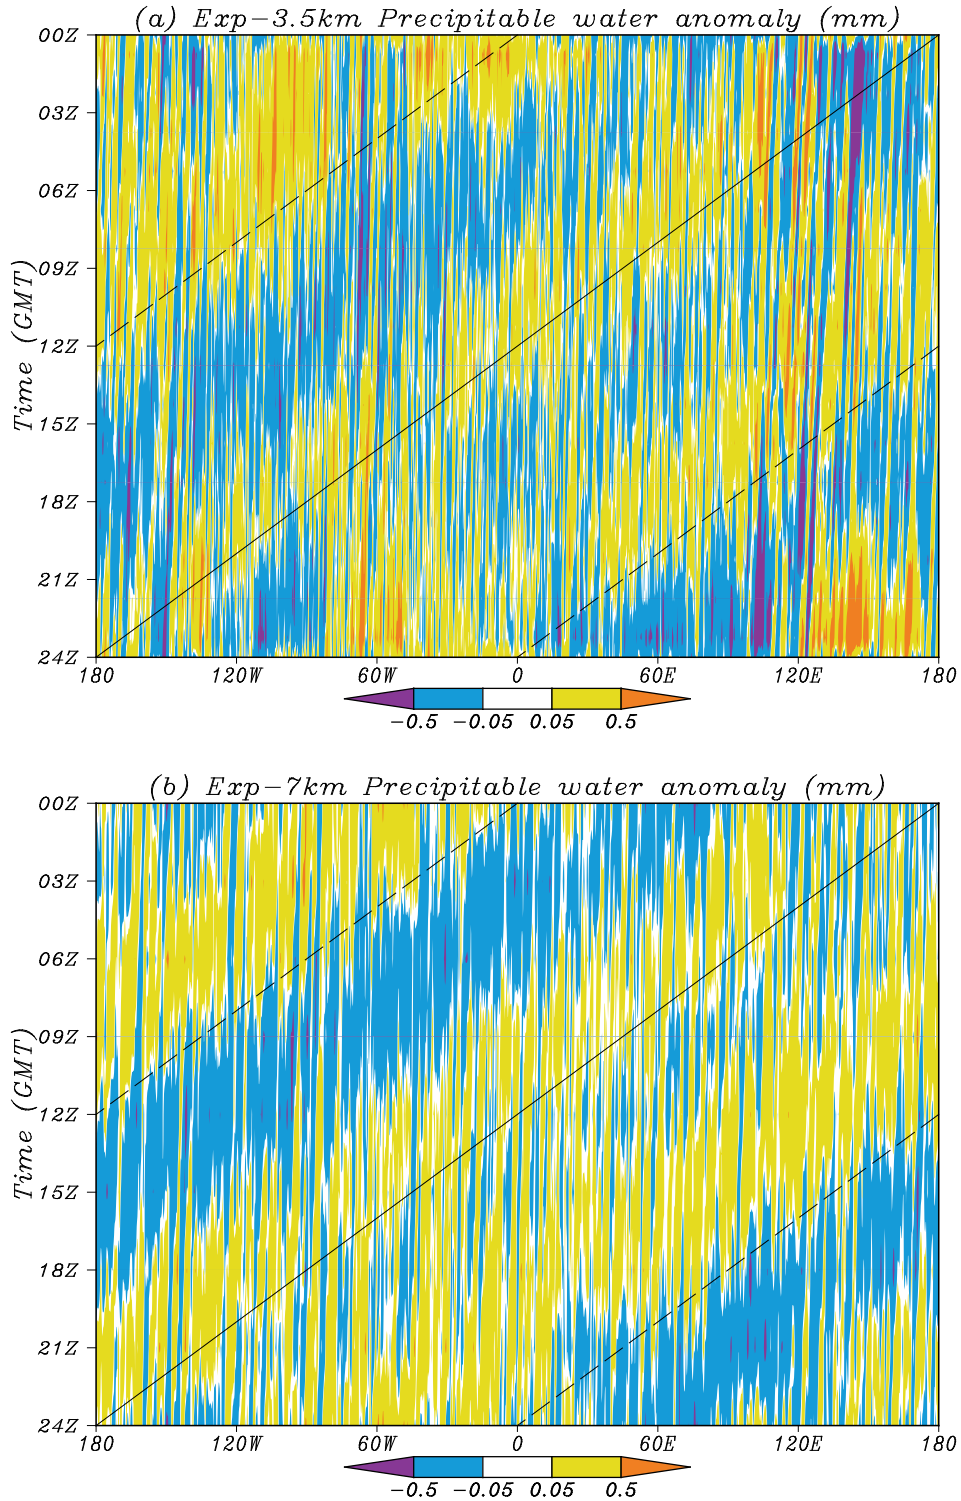 (a) Exp−3.5km Precipitable water anomaly (mm)
00Z
03Z
06Z
09Z
12Z
15Z
18Z
21Z
24Z
Time (GMT)
180 120W 60W 0 60E 120E 180
−0.5 −0.05 0.05 0.5
(b) Exp−7km Precipitable water anomaly (mm)
00Z
03Z
06Z
09Z
12Z
15Z
18Z
21Z
24Z
Time (GMT)
180 120W 60W 0 60E 120E 180
−0.5 −0.05 0.05 0.5